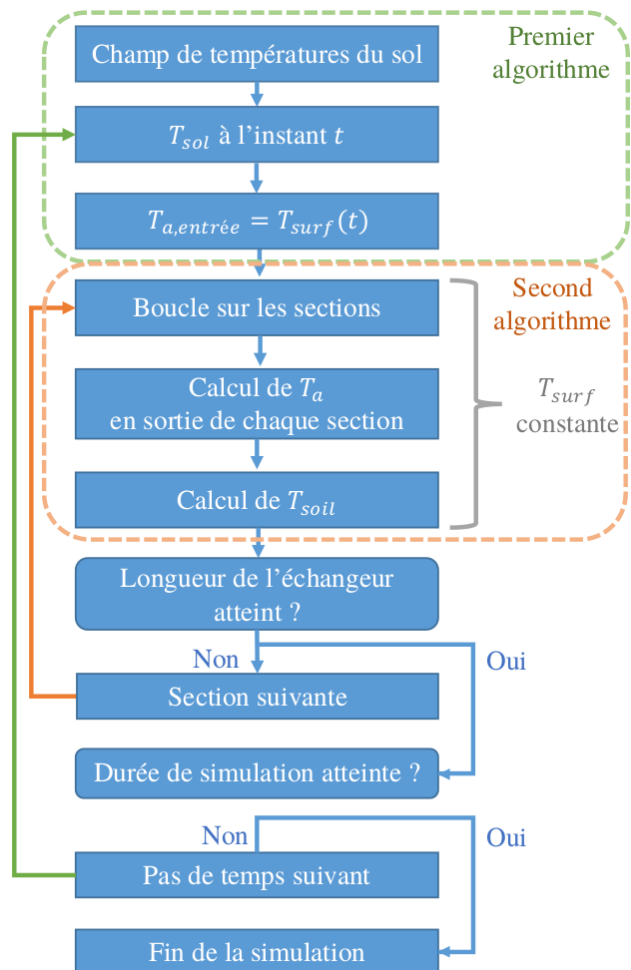 Premier
algorithme
Champ de températures du sol
T_sol à l'instant t
T_a,entrée = T_surf(t)
Second
algorithme
Boucle sur les sections
Calcul de T_a
en sortie de chaque section
T_surf
constante
Calcul de T_soil
Longueur de l'échangeur
atteint ?
Non
Oui
Section suivante
Durée de simulation atteinte ?
Non
Oui
Pas de temps suivant
Fin de la simulation